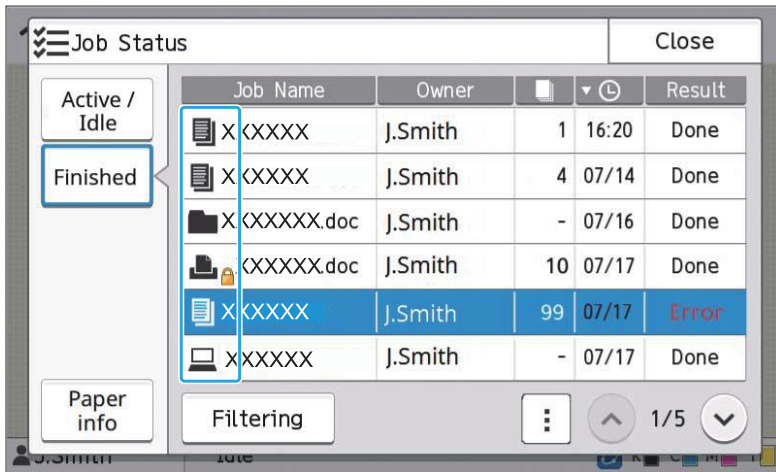 Job Status
Close
Active /
Idle
Finished
Paper
info
Job Name Owner Result
XXXXXX J.Smith 1 16:20 Done
XXXXXX J.Smith 4 07/14 Done
XXXXXXX.doc J.Smith - 07/16 Done
XXXXXX.doc J.Smith 10 07/17 Done
XXXXXX J.Smith 99 07/17 Error
XXXXXX J.Smith - 07/17 Done
Filtering
1/5
J.Smith Idle K C M Y